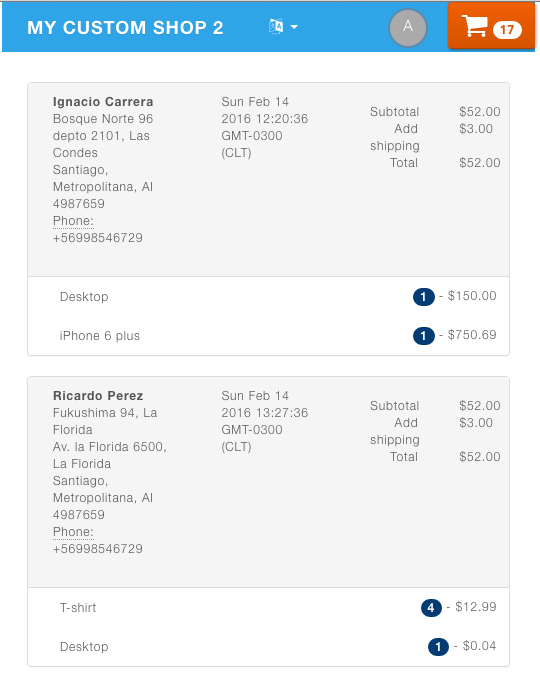 MY CUSTOM SHOP 2
A
17
Ignacio Carrera
Bosque Norte 96
depto 2101, Las
Condes
Santiago,
Metropolitana, Al
4987659
Phone:
+56998546729
Sun Feb 14
2016 12:20:36
GMT-0300
(CLT)
Subtotal $52.00
Add $3.00
shipping
Total $52.00
Desktop 1 - $150.00
iPhone 6 plus 1 - $750.69
Ricardo Perez
Fukushima 94, La
Florida
Av. la Florida 6500,
La Florida
Santiago,
Metropolitana, Al
4987659
Phone:
+56998546729
Sun Feb 14
2016 13:27:36
GMT-0300
(CLT)
Subtotal $52.00
Add $3.00
shipping
Total $52.00
T-shirt 4 - $12.99
Desktop 1 - $0.04